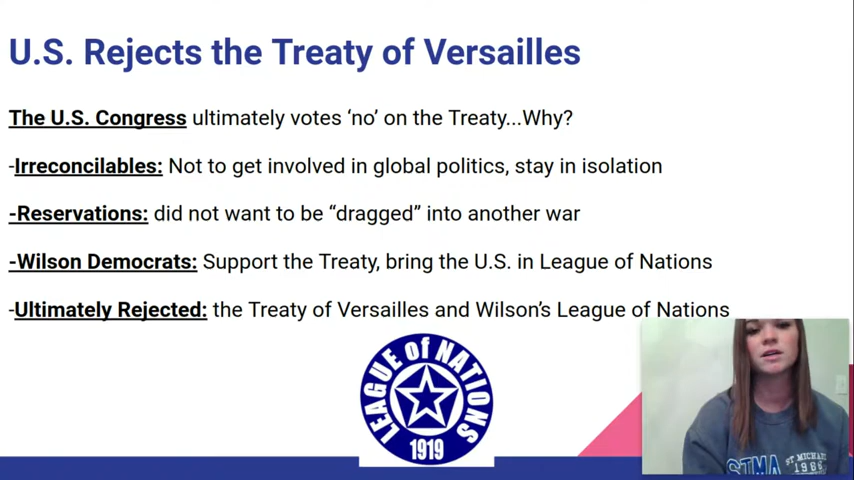 U.S. Rejects the Treaty of Versailles
The U.S. Congress ultimately votes ‘no’ on the Treaty...Why?
-Irreconcilables: Not to get involved in global politics, stay in isolation
-Reservations: did not want to be “dragged” into another war
-Wilson Democrats: Support the Treaty, bring the U.S. in League of Nations
-Ultimately Rejected: the Treaty of Versailles and Wilson’s League of Nations
LEAGUE of NATIONS
1919
STMA